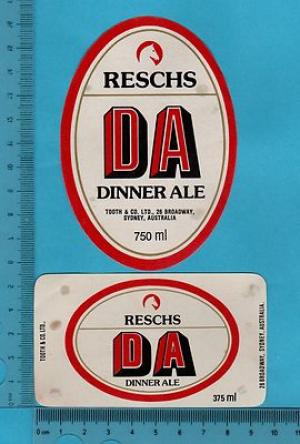 RESCHS
DA
DINNER ALE
TOOTH & CO. LTD., 26 BROADWAY,
SYDNEY, AUSTRALIA
750 ml
TOOTH & CO. LTD.,
RESCHS
DA
DINNER ALE
375 ml
26 BROADWAY, SYDNEY, AUSTRALIA.